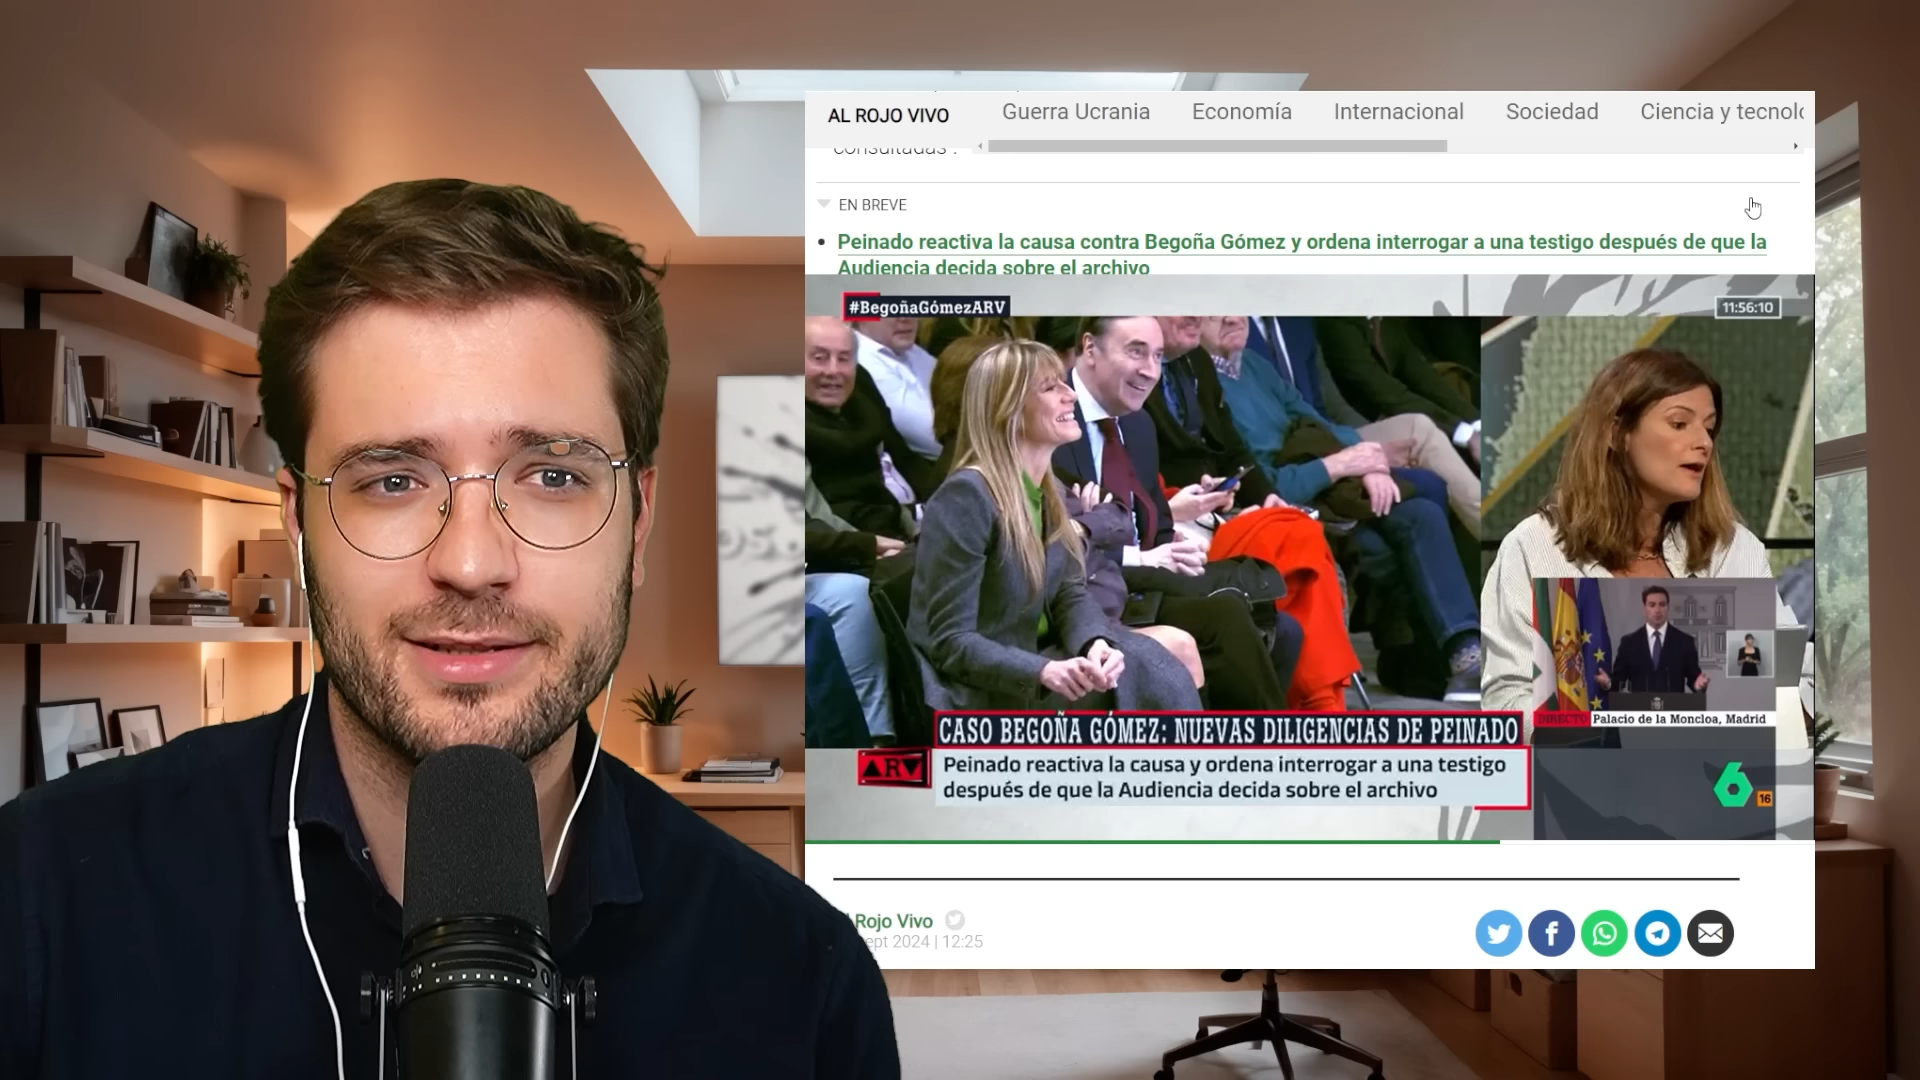 AL ROJO VIVO
Guerra Ucrania
Economía
Internacional
Sociedad
Ciencia y tecnolo
consultadas".
EN BREVE
Peinado reactiva la causa contra Begoña Gómez y ordena interrogar a una testigo después de que la
Audiencia decida sobre el archivo
#BegoñaGómezARV
11:56:10
DIRECTO Palacio de la Moncloa, Madrid
CASO BEGOÑA GÓMEZ: NUEVAS DILIGENCIAS DE PEINADO
ARV
Peinado reactiva la causa y ordena interrogar a una testigo
después de que la Audiencia decida sobre el archivo
6
16
Rojo Vivo
ept 2024 | 12:25